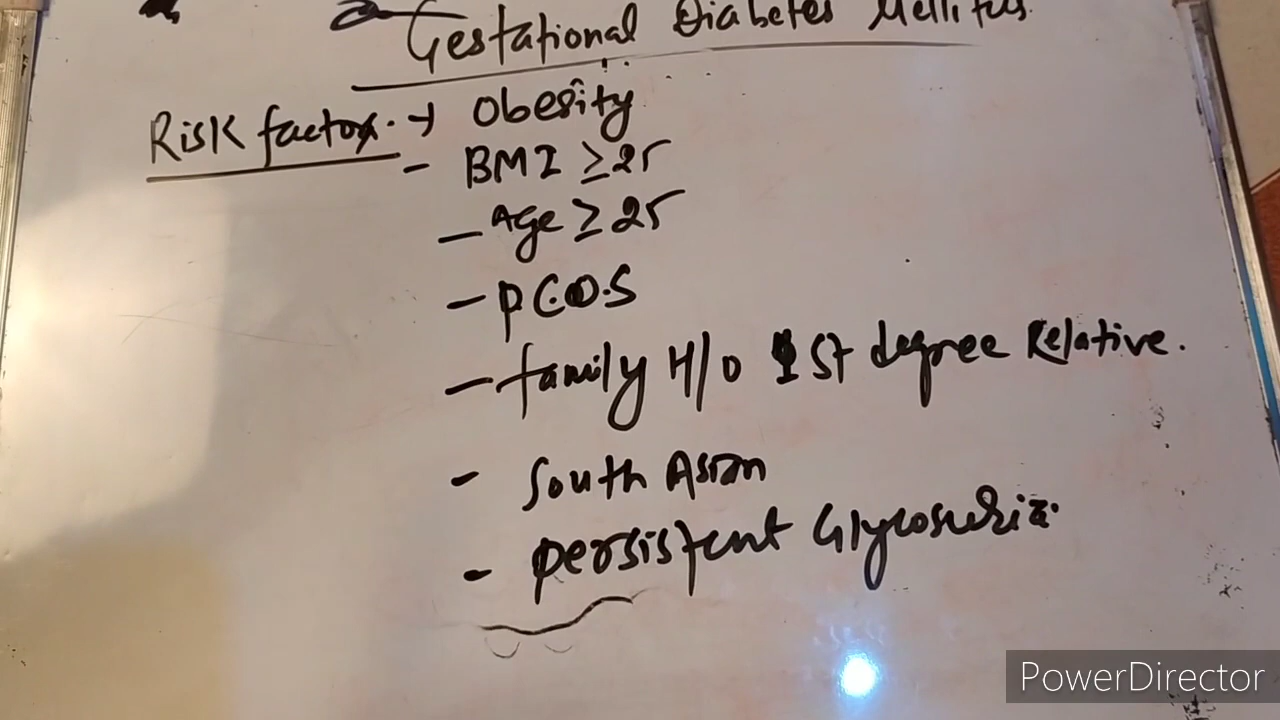 Gestational Diabetes Mellitus
Risk factor. → Obesity
- BMI ≥25
- Age ≥25
- PCOS
- family H/O 1st degree Relative.
- South Asian
- persistent Glycosuria.
PowerDirector